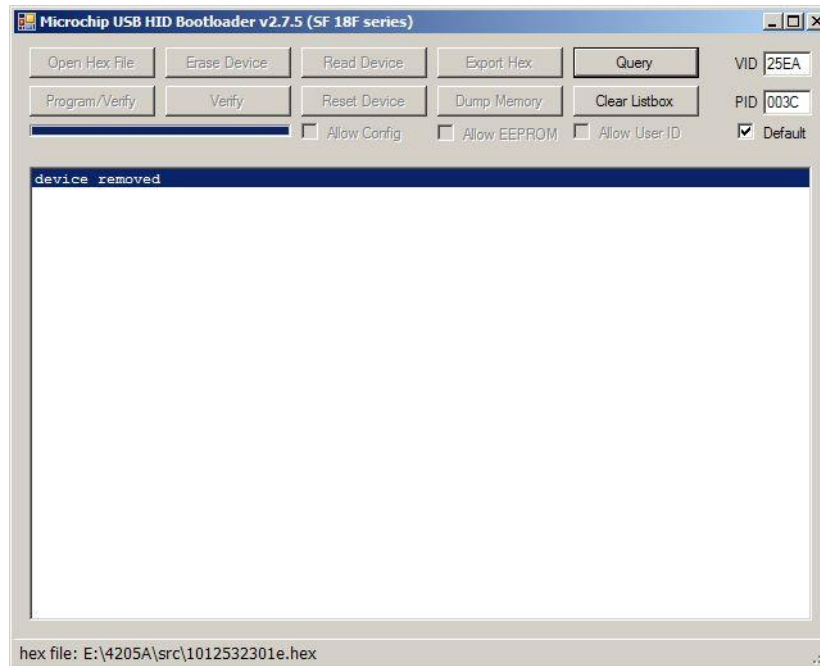 Microchip USB HID Bootloader v2.7.5 (SF 18F series)
Open Hex File Erase Device Read Device Export Hex Query VID 25EA
Program/Verify Verify Reset Device Dump Memory Clear Listbox PID 003C
Allow Config Allow EEPROM Allow User ID Default
device removed
hex file: E:\4205A\src\1012532301e.hex